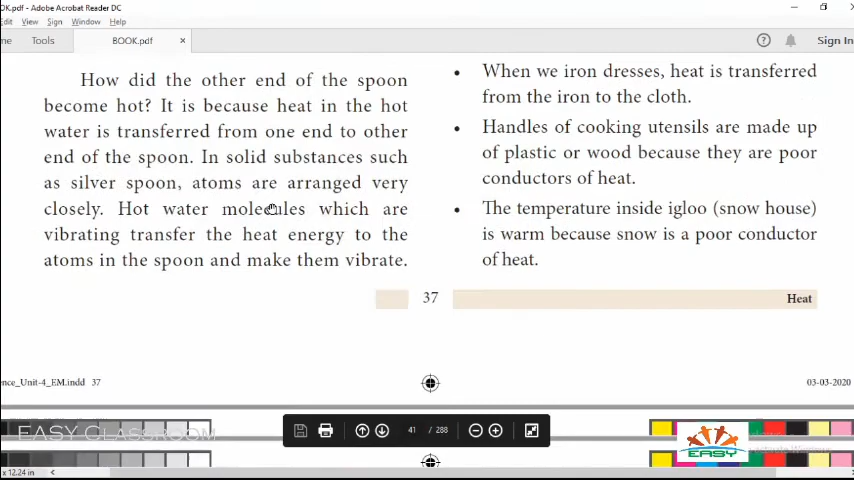 OK.pdf - Adobe Acrobat Reader DC
Edit View Sign Window Help
me Tools BOOK.pdf × Sign In
How did the other end of the spoon
become hot? It is because heat in the hot
water is transferred from one end to other
end of the spoon. In solid substances such
as silver spoon, atoms are arranged very
closely. Hot water molecules which are
vibrating transfer the heat energy to the
atoms in the spoon and make them vibrate.
• When we iron dresses, heat is transferred
from the iron to the cloth.
• Handles of cooking utensils are made up
of plastic or wood because they are poor
conductors of heat.
• The temperature inside igloo (snow house)
is warm because snow is a poor conductor
of heat.
37 Heat
ence_Unit-4_EM.indd 37 03-03-2020
EASY CLASSROOM
41 / 288
EASY
x 12.24 in